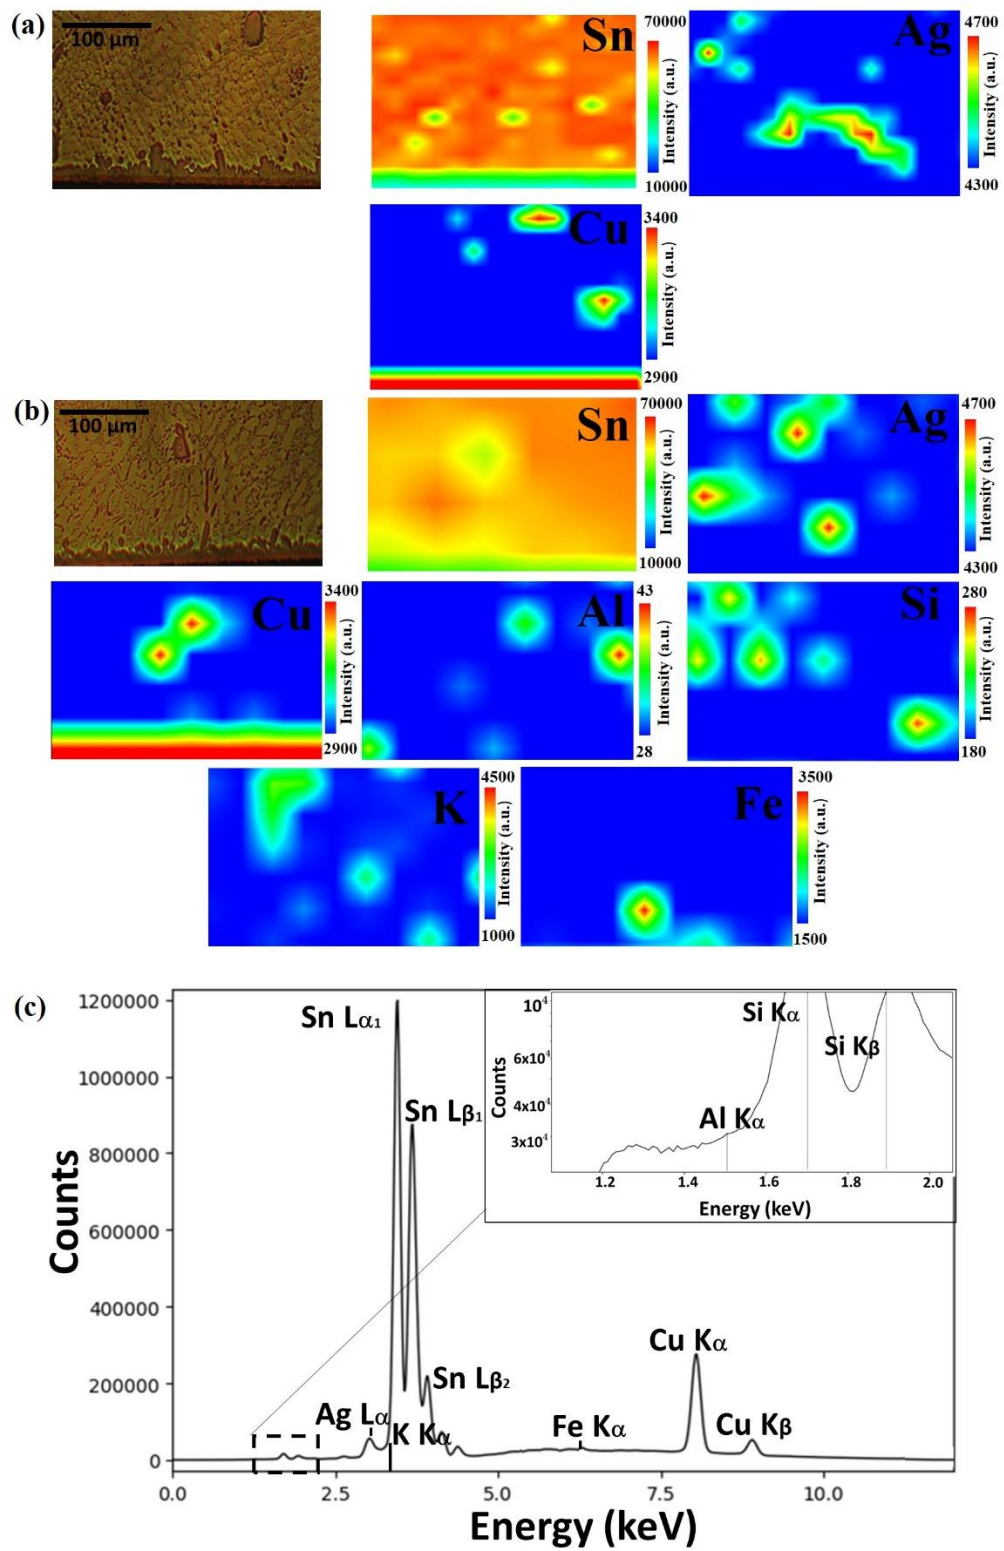 (a)
100 µm
Sn
70000
Intensity (a.u.)
10000
Ag
4700
Intensity (a.u.)
4300
Cu
3400
Intensity (a.u.)
2900
(b)
100 µm
Sn
70000
Intensity (a.u.)
10000
Ag
4700
Intensity (a.u.)
4300
Cu
3400
Intensity (a.u.)
2900
Al
43
Intensity (a.u.)
28
Si
280
Intensity (a.u.)
180
K
4500
Intensity (a.u.)
1000
Fe
3500
Intensity (a.u.)
1500
(c)
Counts
1200000
1000000
800000
600000
400000
200000
0
Sn Lα1
Sn Lβ1
Sn Lβ2
Ag Lα
K Kα
Fe Kα
Cu Kα
Cu Kβ
0.0 2.5 5.0 7.5 10.0
Energy (keV)
Counts
10⁴
6x10⁴
4x10⁴
3x10⁴
Si Kα
Si Kβ
Al Kα
1.2 1.4 1.6 1.8 2.0
Energy (keV)